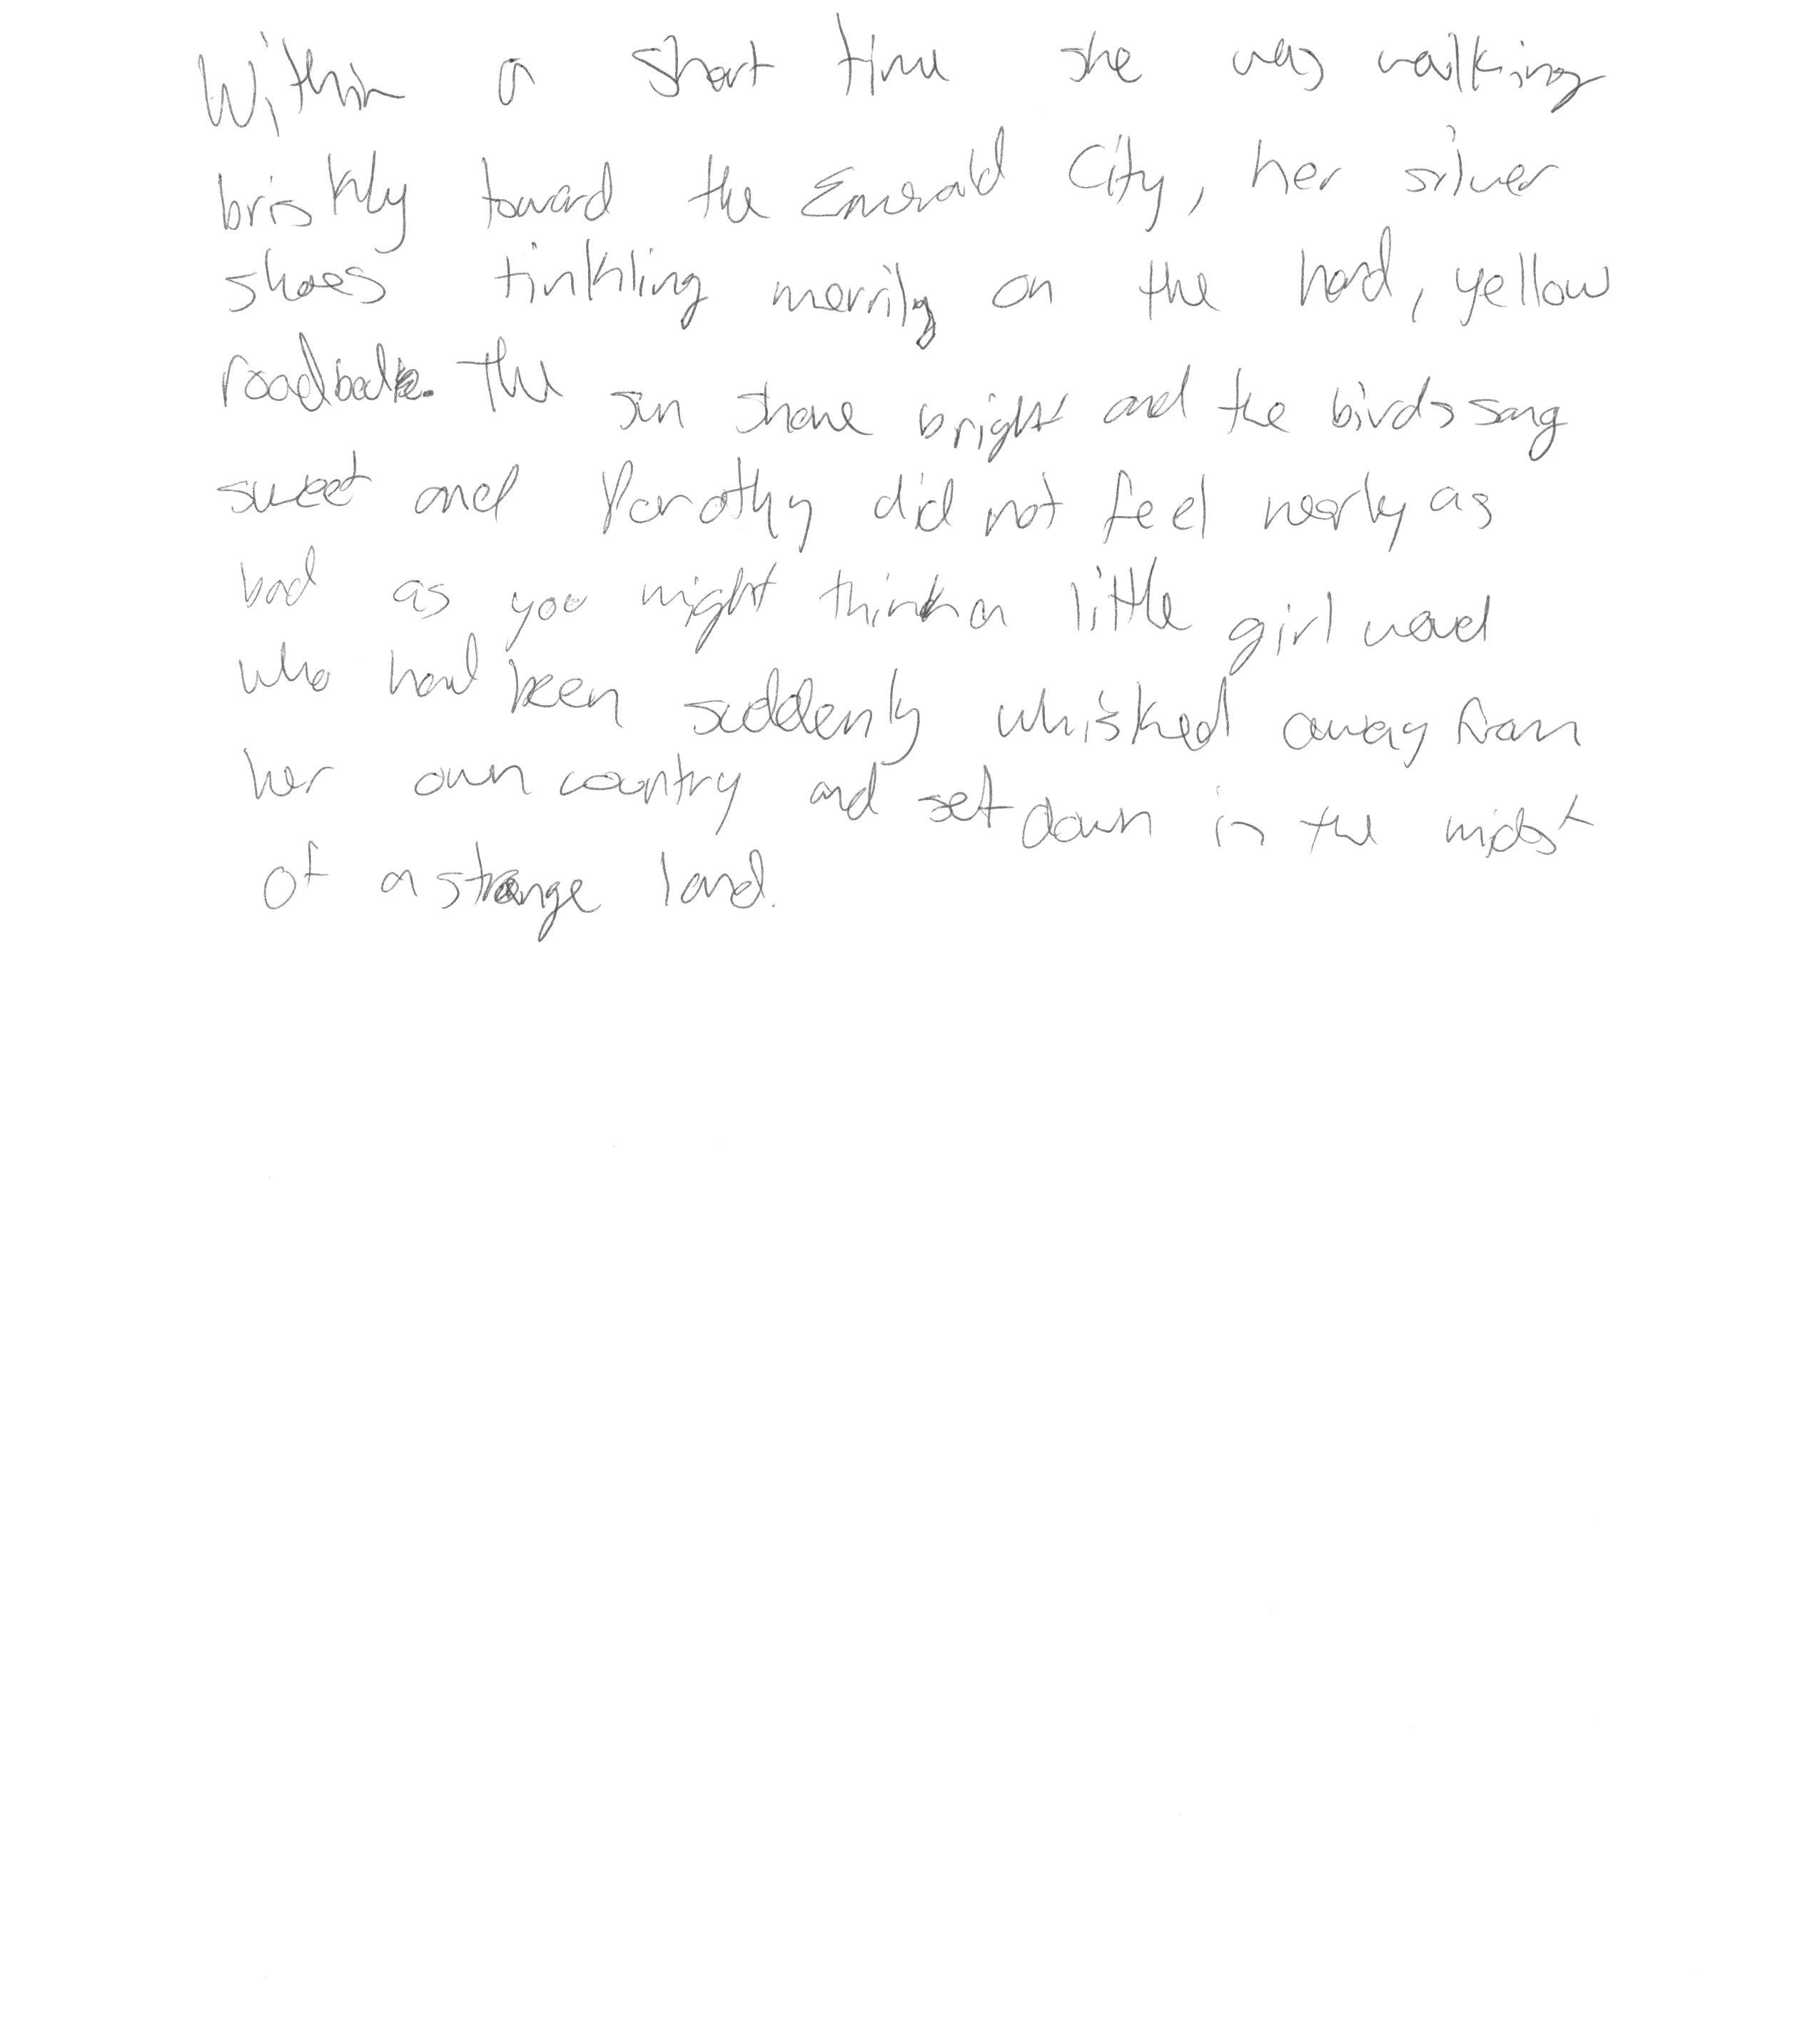 Within a short time she was walking
briskly toward the Emerald City, her silver
shoes tinkling merrily on the hard, yellow
The sun shone bright and the birds sang
sweet and Dorothy did not feel nearly as
bad as you might think a little girl would
who had been suddenly whisked away from
her own country and set down in the midst
of a strange land.